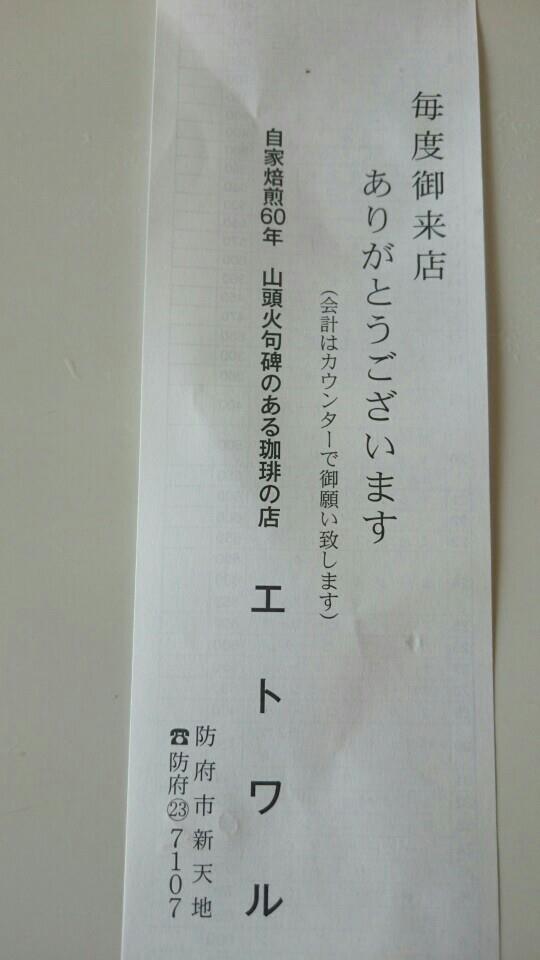 毎度御来店
ありがとうございます
(会計はカウンターで御願い致します)
自家焙煎60年　山頭火句碑のある珈琲の店
エトワル
防府市新天地
☎防府㉓7107